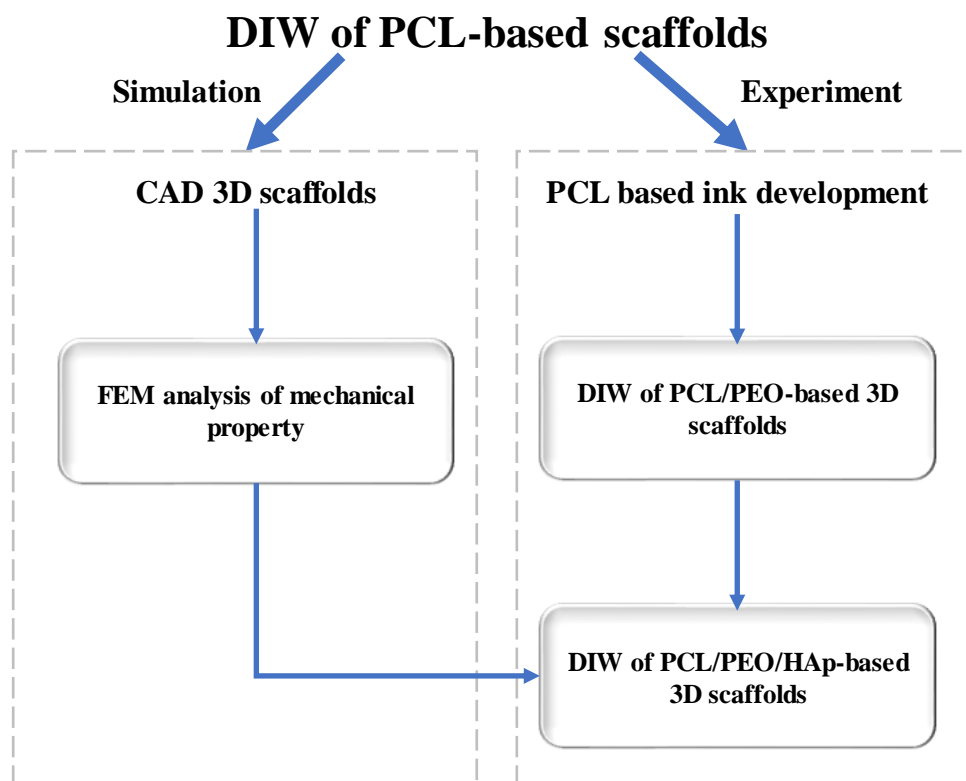 DIW of PCL-based scaffolds
Simulation
Experiment
CAD 3D scaffolds
PCL based ink development
FEM analysis of mechanical
property
DIW of PCL/PEO-based 3D
scaffolds
DIW of PCL/PEO/HAp-based
3D scaffolds